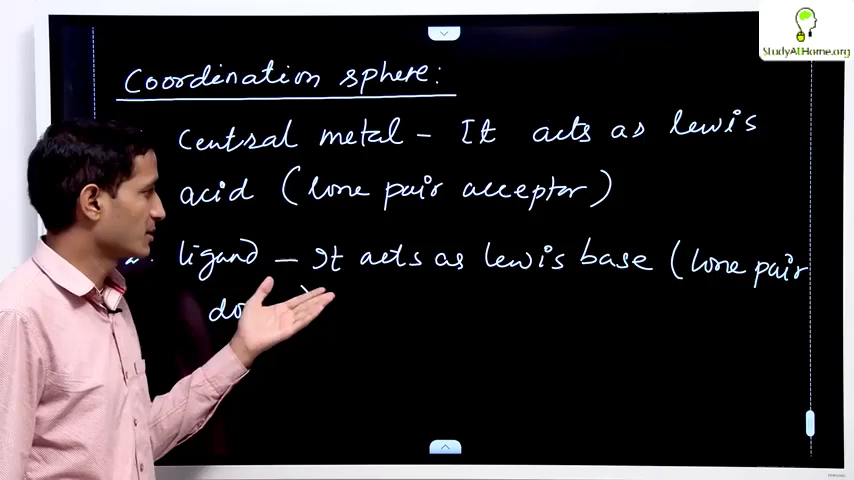 StudyAtHome.org
Coordination sphere:
central metal - It acts as lewis
acid (lone pair acceptor)
ligand - It acts as lewis base (lone pair